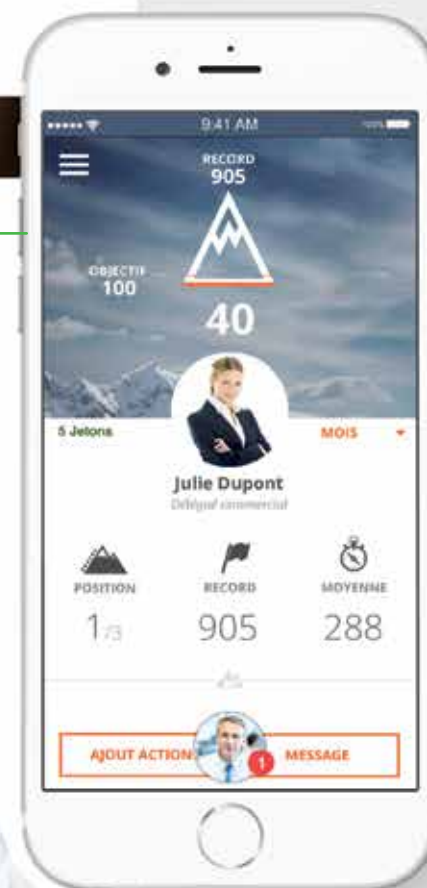 9:41 AM
RECORD
905
OBJECTIF
100
40
5 Jetons
MOIS
Julie Dupont
Délégué commercial
POSITION
RECORD
MOYENNE
1/3
905
288
AJOUT ACTION
1
MESSAGE